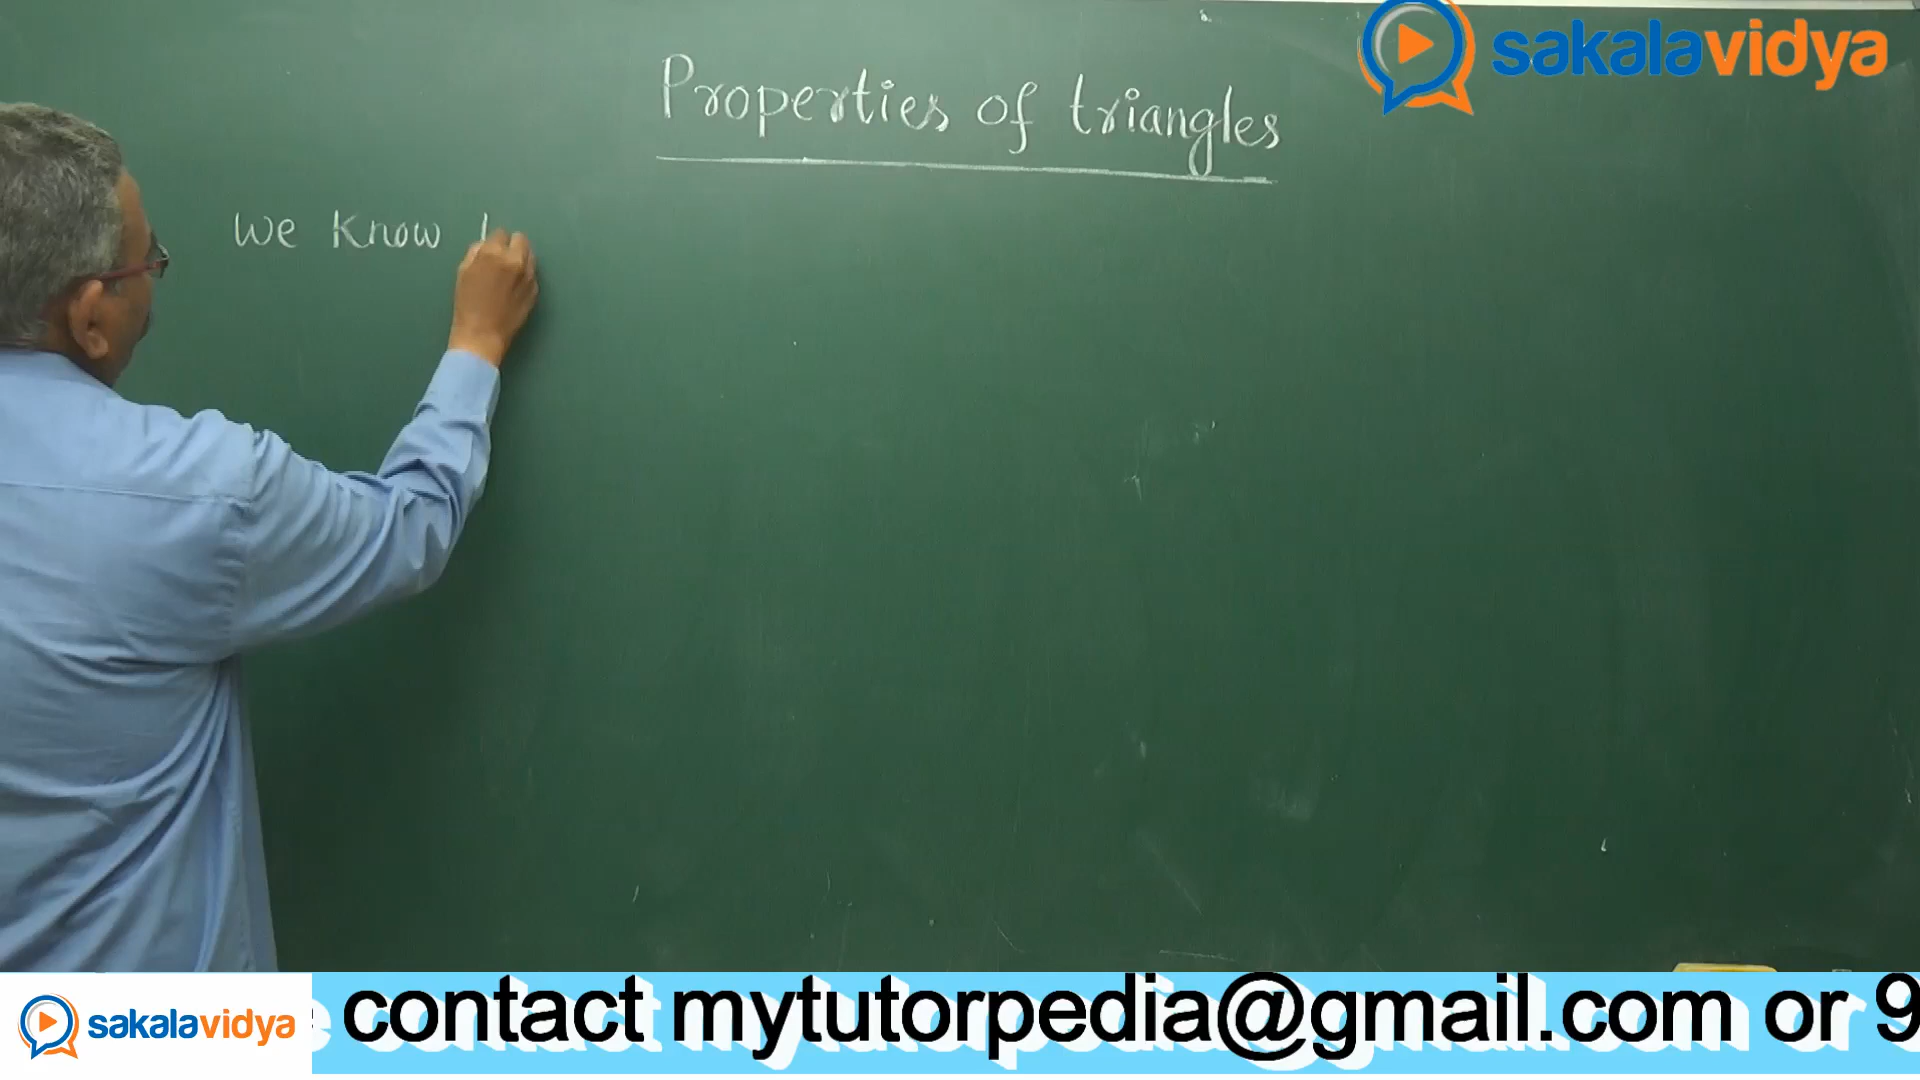 sakalavidya
Properties of triangles
We know
sakalavidya
contact mytutorpedia@gmail.com or 9